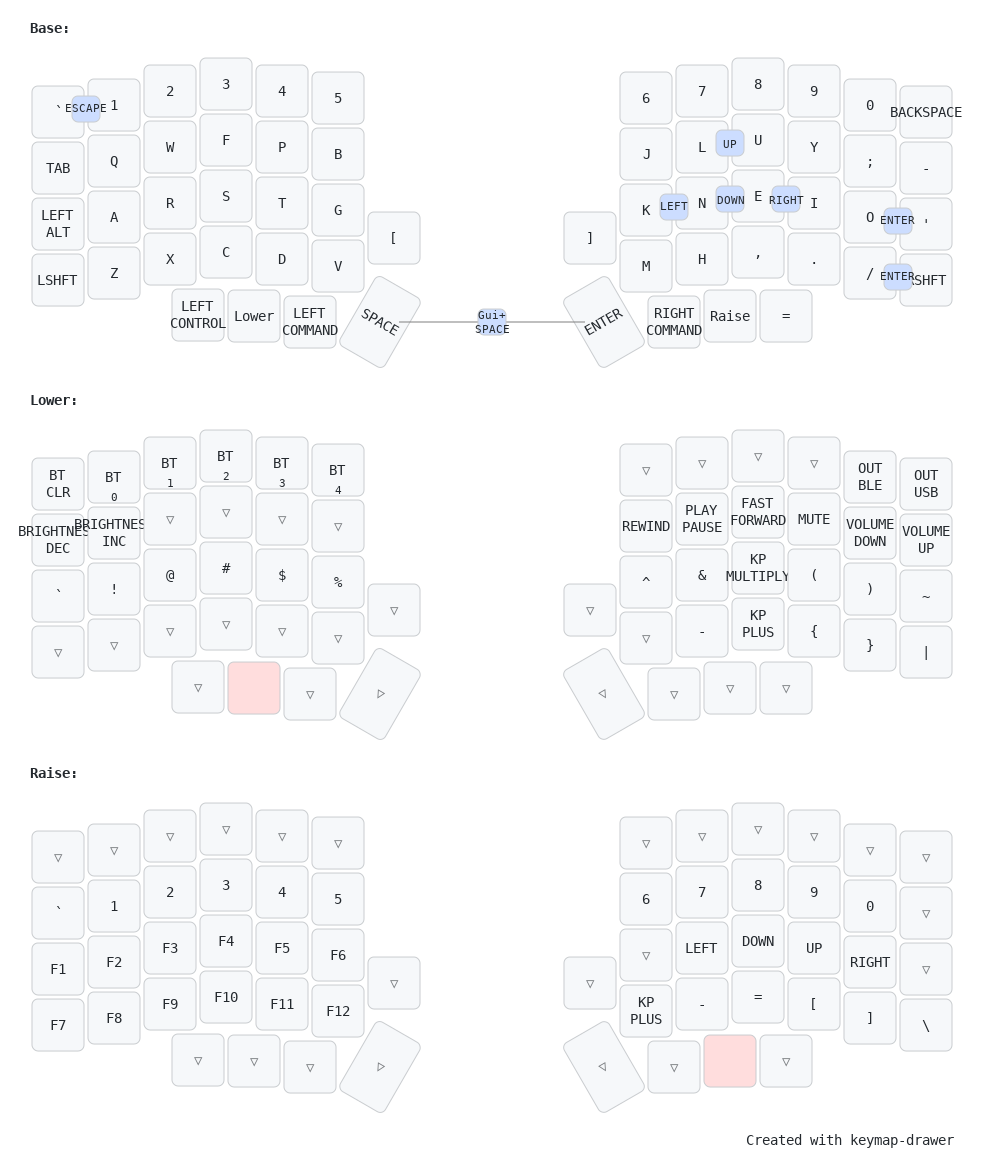 Base:
` ESCAPE 1 2 3 4 5 6 7 8 9 0 BACKSPACE
TAB Q W F P B J L UP U Y ; -
LEFT ALT A R S T G [ ] K LEFT N DOWN E RIGHT I O ENTER '
LSHFT Z X C D V M H , . / ENTER RSHFT
LEFT CONTROL Lower LEFT COMMAND SPACE Gui+ SPACE ENTER RIGHT COMMAND Raise =
Lower:
BT CLR BT 0 BT 1 BT 2 BT 3 BT 4 ▽ ▽ ▽ ▽ OUT BLE OUT USB
BRIGHTNES DEC BRIGHTNES INC ▽ ▽ ▽ ▽ REWIND PLAY PAUSE FAST FORWARD MUTE VOLUME DOWN VOLUME UP
` ! @ # $ % ▽ ▽ ^ & KP MULTIPLY ( ) ~
▽ ▽ ▽ ▽ ▽ ▽ ▽ - KP PLUS { } |
▽ ▽ ▷ ◁ ▽ ▽ ▽
Raise:
▽ ▽ ▽ ▽ ▽ ▽ ▽ ▽ ▽ ▽ ▽ ▽
` 1 2 3 4 5 6 7 8 9 0 ▽
F1 F2 F3 F4 F5 F6 ▽ ▽ ▽ LEFT DOWN UP RIGHT ▽
F7 F8 F9 F10 F11 F12 KP PLUS - = [ ] \
▽ ▽ ▽ ▷ ◁ ▽ ▽
Created with keymap-drawer